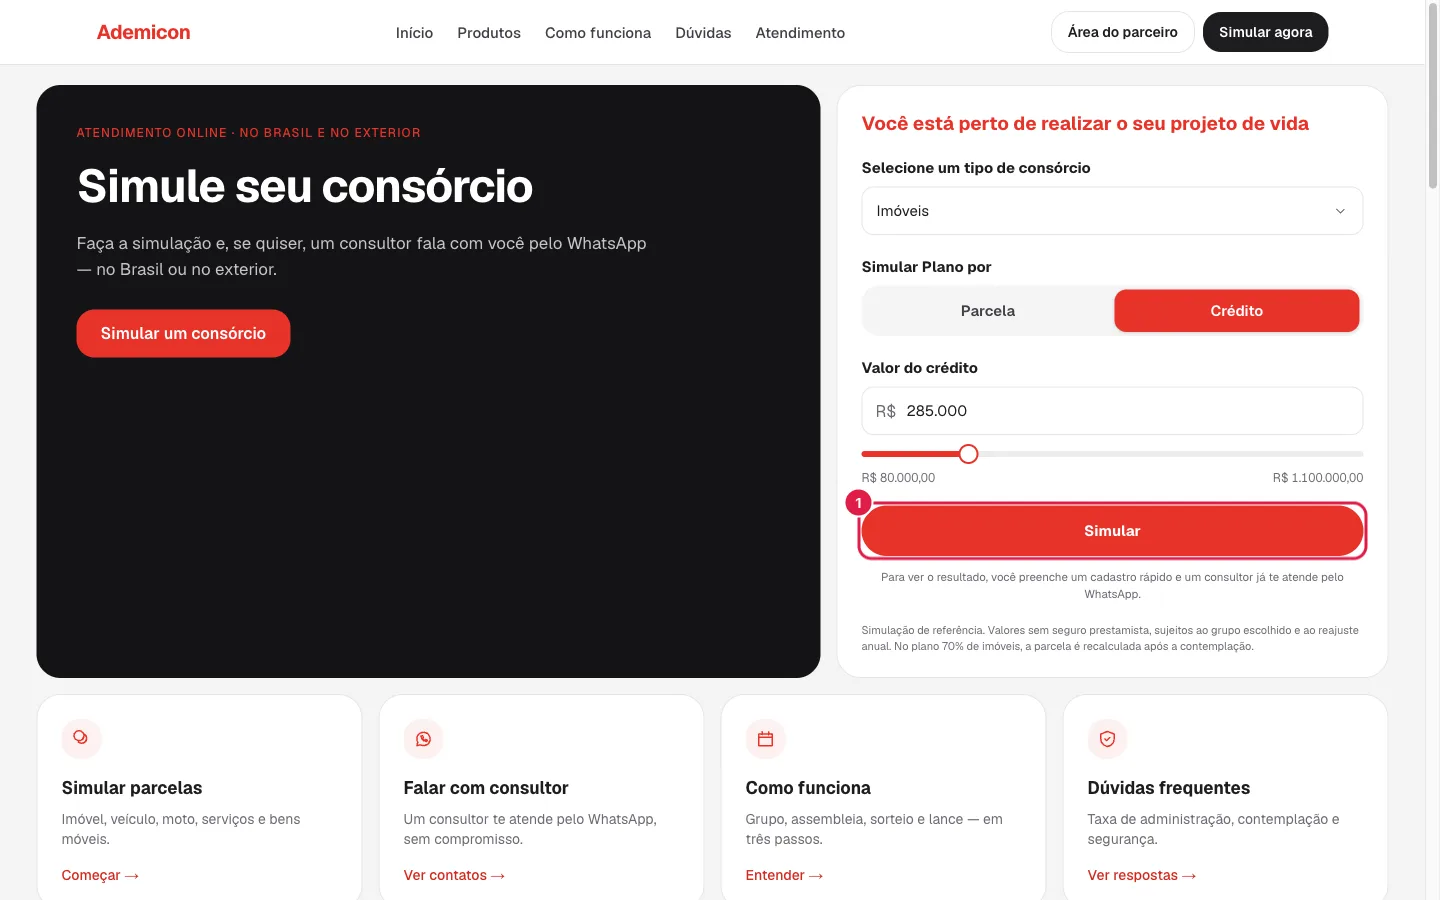 Ademicon
Início
Produtos
Como funciona
Dúvidas
Atendimento
Área do parceiro
Simular agora
ATENDIMENTO ONLINE · NO BRASIL E NO EXTERIOR
Simule seu consórcio
Faça a simulação e, se quiser, um consultor fala com você pelo WhatsApp
— no Brasil ou no exterior.
Simular um consórcio
Você está perto de realizar o seu projeto de vida
Selecione um tipo de consórcio
Imóveis
Simular Plano por
Parcela
Crédito
Valor do crédito
R$ 285.000
R$ 80.000,00
R$ 1.100.000,00
1
Simular
Para ver o resultado, você preenche um cadastro rápido e um consultor já te atende pelo
WhatsApp.
Simulação de referência. Valores sem seguro prestamista, sujeitos ao grupo escolhido e ao reajuste
anual. No plano 70% de imóveis, a parcela é recalculada após a contemplação.
Simular parcelas
Imóvel, veículo, moto, serviços e bens
móveis.
Começar →
Falar com consultor
Um consultor te atende pelo WhatsApp,
sem compromisso.
Ver contatos →
Como funciona
Grupo, assembleia, sorteio e lance — em
três passos.
Entender →
Dúvidas frequentes
Taxa de administração, contemplação e
segurança.
Ver respostas →